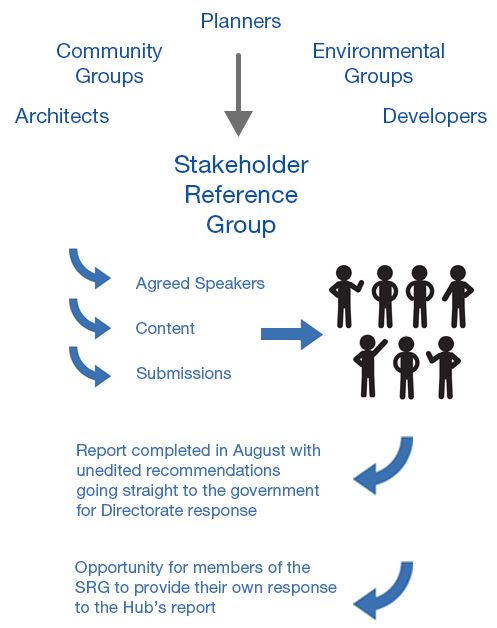 Planners
Community
Groups
Environmental
Groups
Architects
Developers
Stakeholder
Reference
Group
Agreed Speakers
Content
Submissions
Report completed in August with
unedited recommendations
going straight to the government
for Directorate response
Opportunity for members of the
SRG to provide their own response
to the Hub's report